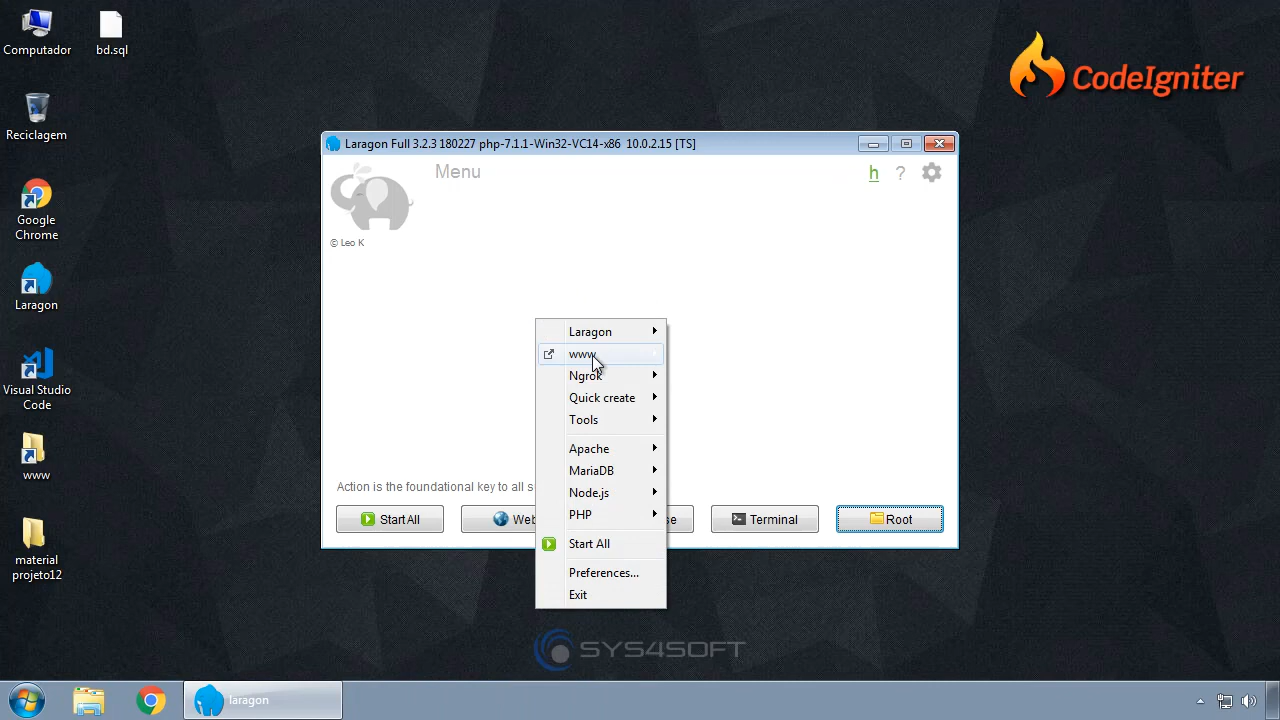 Computador
bd.sql
Reciclagem
Google
Chrome
Laragon
Visual Studio
Code
www
material
projeto12
CodeIgniter
Laragon Full 3.2.3 180227 php-7.1.1-Win32-VC14-x86 10.0.2.15 [TS]
Menu
h
?
© Leo K
Laragon
www
Ngrok
Quick create
Tools
Apache
MariaDB
Node.js
PHP
Start All
Preferences...
Exit
Action is the foundational key to all s
Start All
Web
se
Terminal
Root
SYS4SOFT
laragon